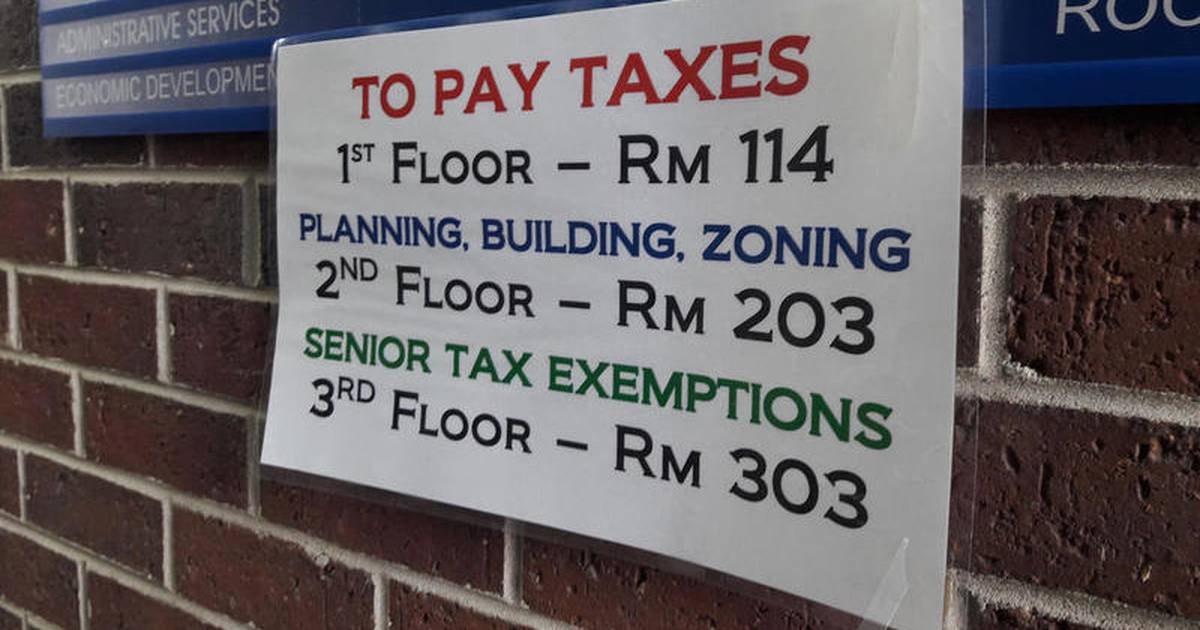 ADMINISTRATIVE SERVICES
ECONOMIC DEVELOPMEN
TO PAY TAXES
1ST FLOOR – RM 114
PLANNING, BUILDING, ZONING
2ND FLOOR – RM 203
SENIOR TAX EXEMPTIONS
3RD FLOOR – RM 303